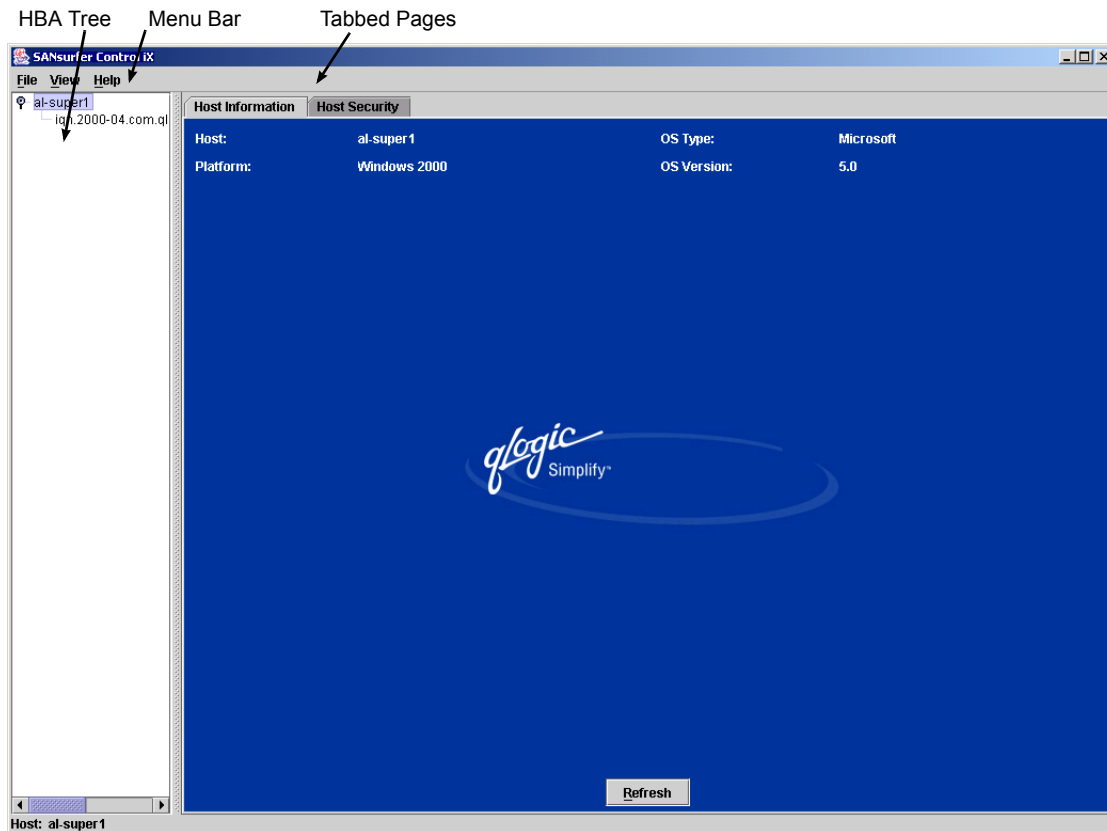 HBA Tree Menu Bar Tabbed Pages
SANsurfer Control iX
File View Help
al-super1
iqn.2000-04.com.ql
Host Information Host Security
Host: al-super1 OS Type: Microsoft
Platform: Windows 2000 OS Version: 5.0
qlogic
Simplify™
Refresh
Host: al-super1